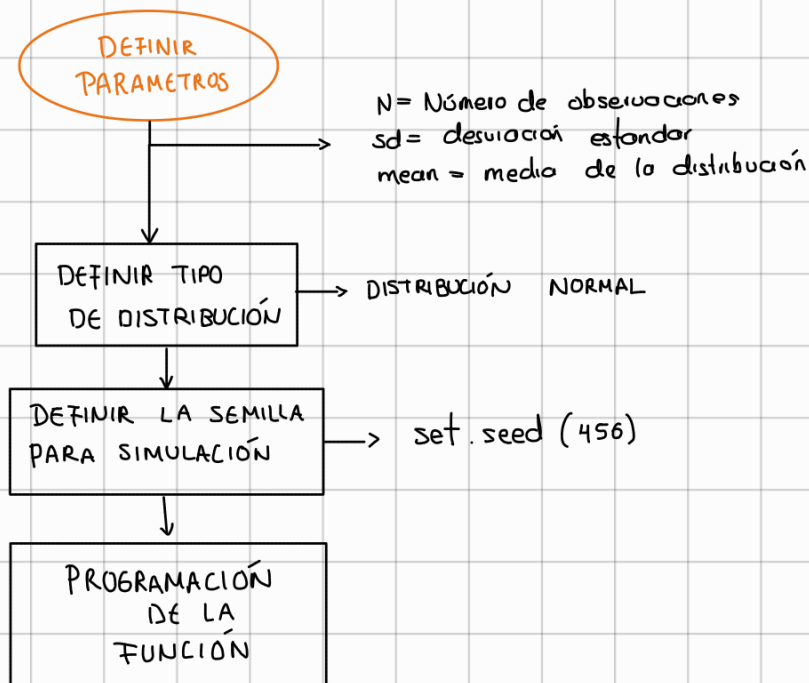 DEFINIR
PARAMETROS
N= Número de observaciones
sd= desviación estandar
mean = media de la distribución
DEFINIR TIPO
DE DISTRIBUCIÓN
DISTRIBUCIÓN NORMAL
DEFINIR LA SEMILLA
PARA SIMULACIÓN
set.seed (456)
PROGRAMACIÓN
DE LA
FUNCIÓN